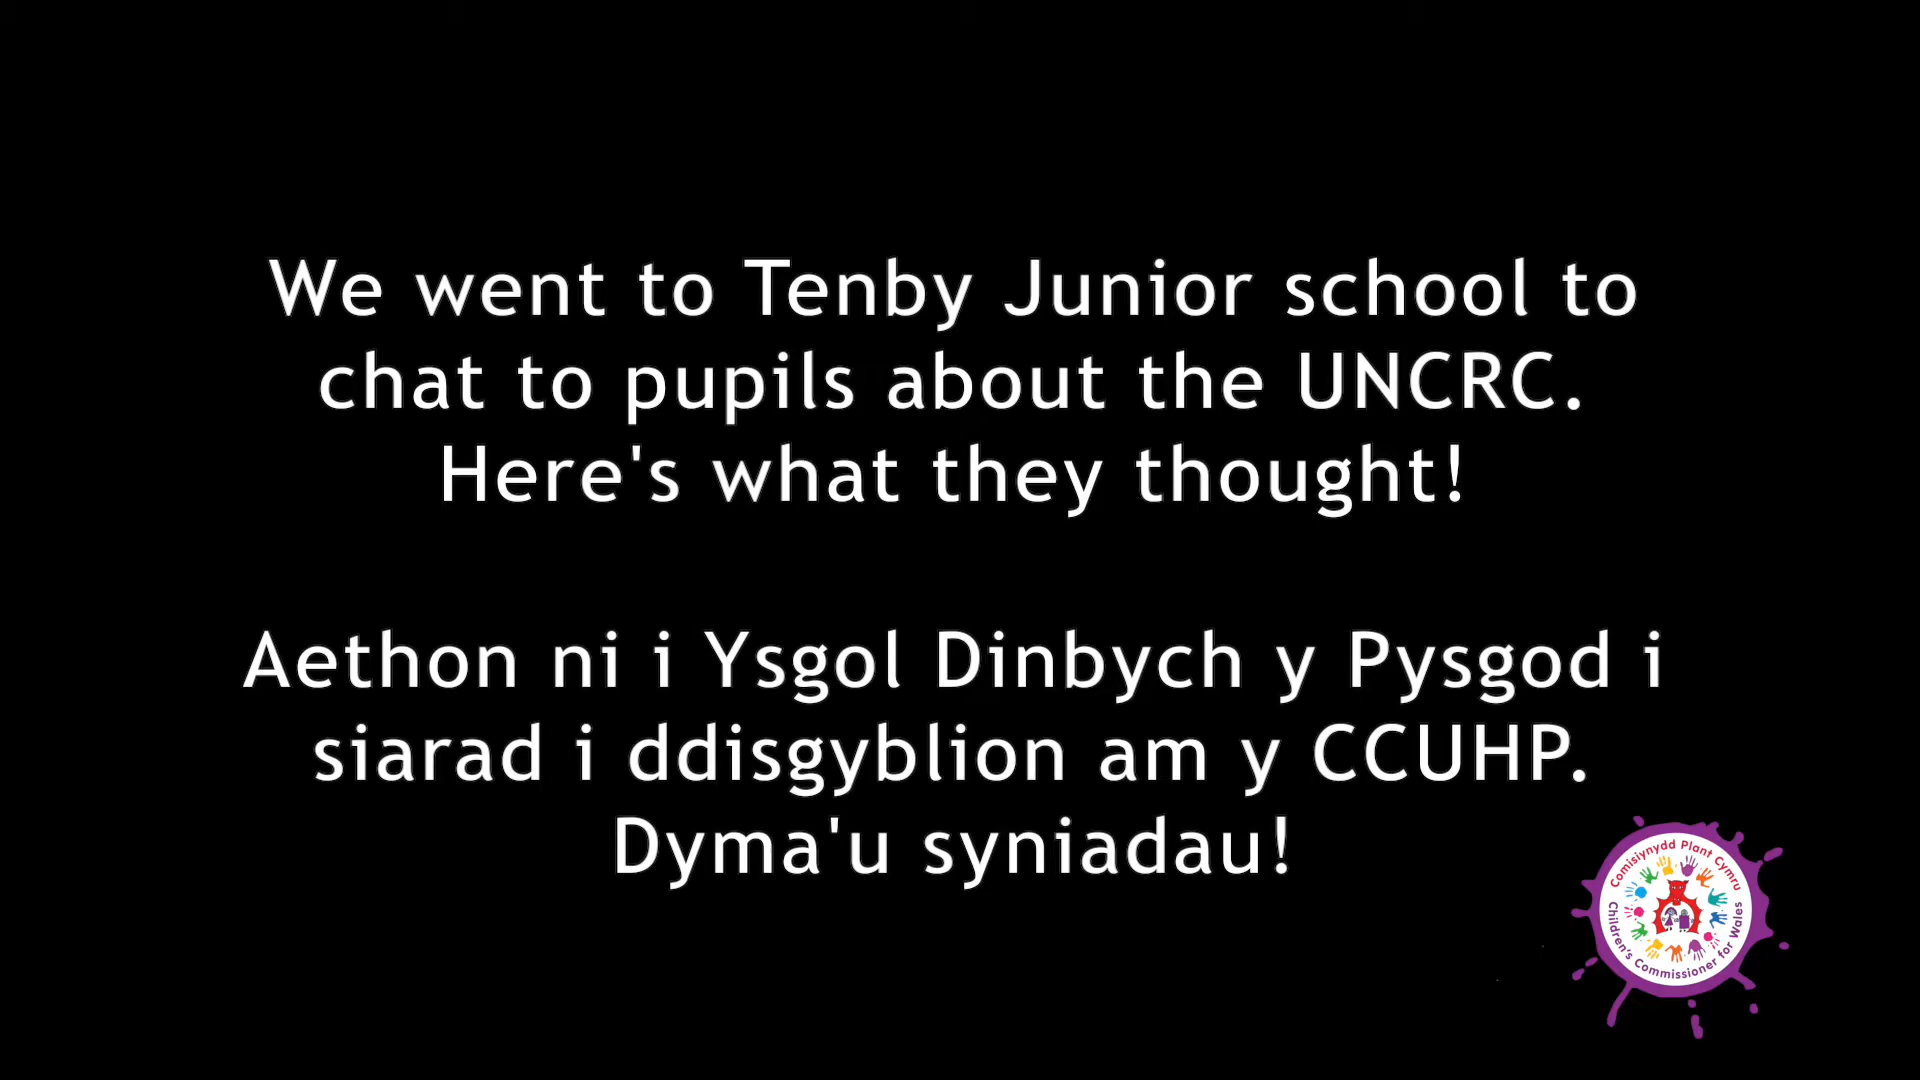 We went to Tenby Junior school to
chat to pupils about the UNCRC.
Here's what they thought!
Aethon ni i Ysgol Dinbych y Pysgod i
siarad i ddisgyblion am y CCUHP.
Dyma'u syniadau!
Comisiynydd Plant Cymru
Children's Commissioner for Wales